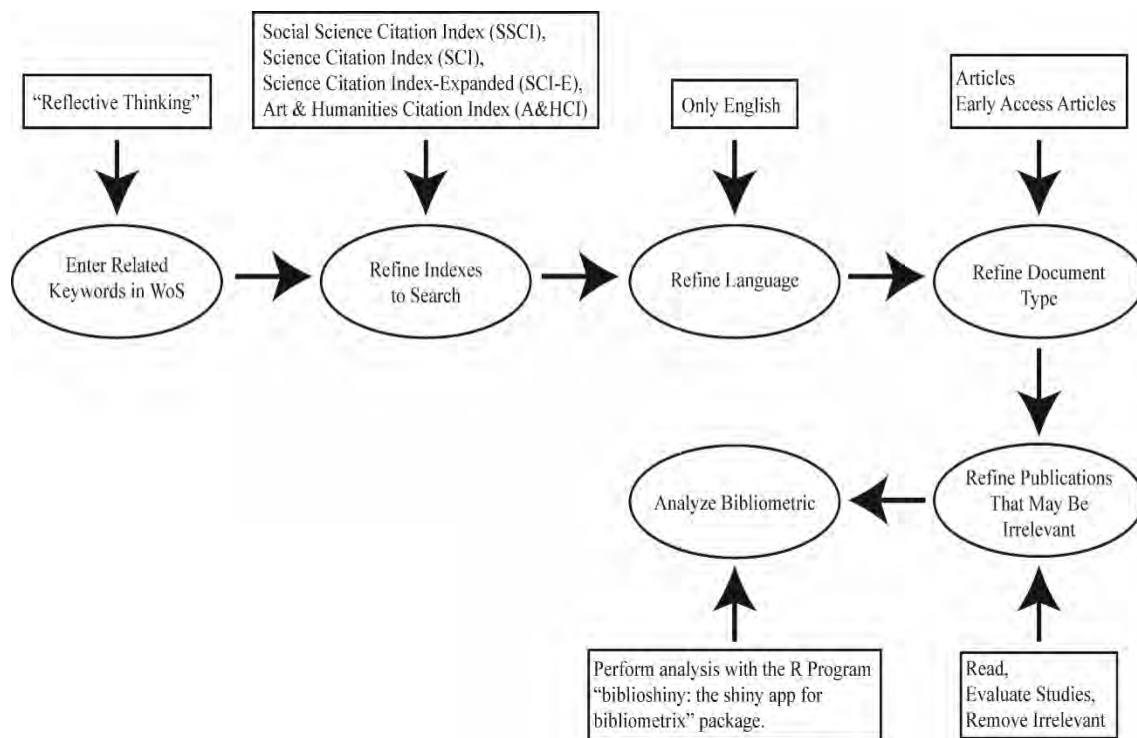 Social Science Citation Index (SSCI),
Science Citation Index (SCI),
Science Citation Index-Expanded (SCI-E),
Art & Humanities Citation Index (A&HCI)
“Reflective Thinking”
Only English
Articles
Early Access Articles
Enter Related
Keywords in WoS
Refine Indexes
to Search
Refine Language
Refine Document
Type
Analyze Bibliometric
Refine Publications
That May Be
Irrelevant
Perform analysis with the R Program
“biblioshiny: the shiny app for
bibliometrix” package.
Read,
Evaluate Studies,
Remove Irrelevant